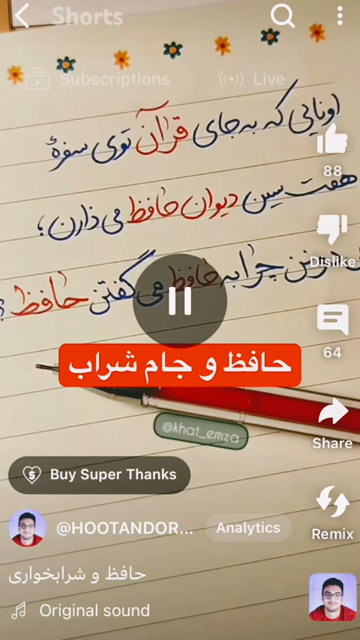 Shorts
Subscriptions
Live
اونایی که به جای قرآن توی سفرهٔ
هفت سین دیوان حافظ می‌ذارن؛
چرا به حافظ می‌گفتن حافظ ؟
88
Dislike
حافظ و جام شراب
64
@khat_emza
Share
Buy Super Thanks
@HOOTANDOR...
Analytics
Remix
حافظ و شرابخواری
Original sound